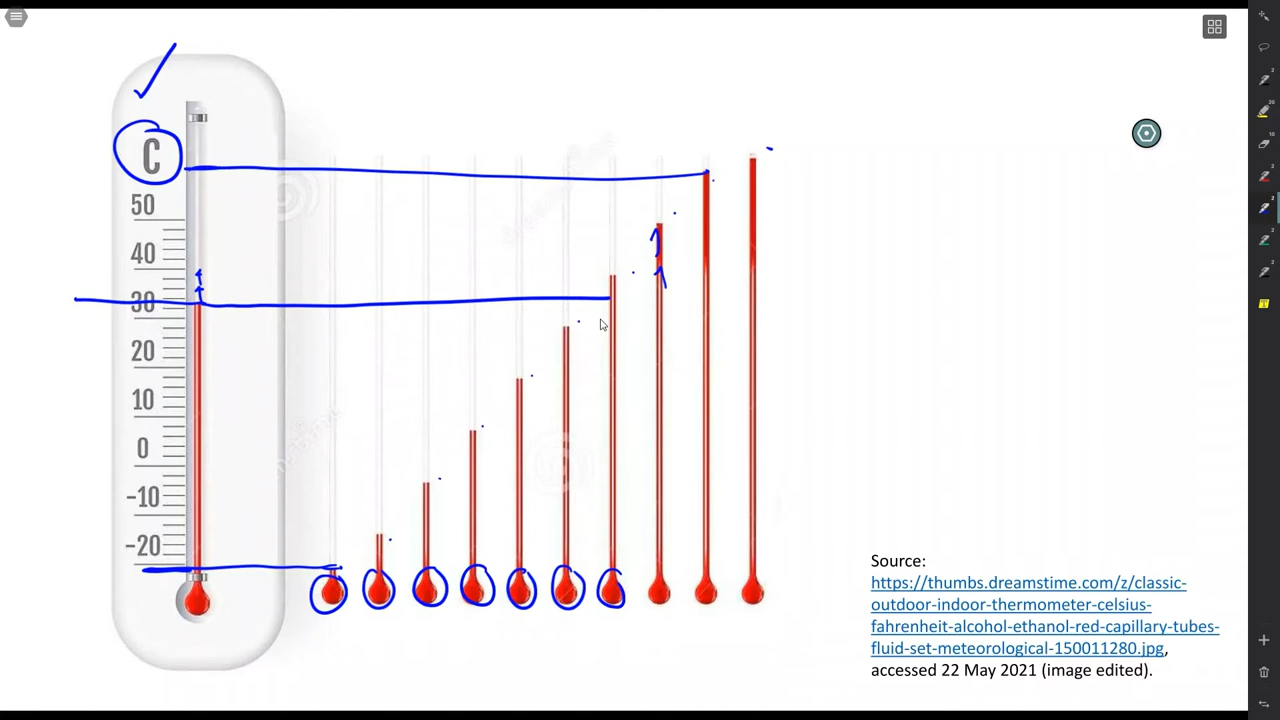 C
50
40
30
20
10
0
-10
-20
Source:
https://thumbs.dreamstime.com/z/classic-
outdoor-indoor-thermometer-celsius-
fahrenheit-alcohol-ethanol-red-capillary-tubes-
fluid-set-meteorological-150011280.jpg,
accessed 22 May 2021 (image edited).